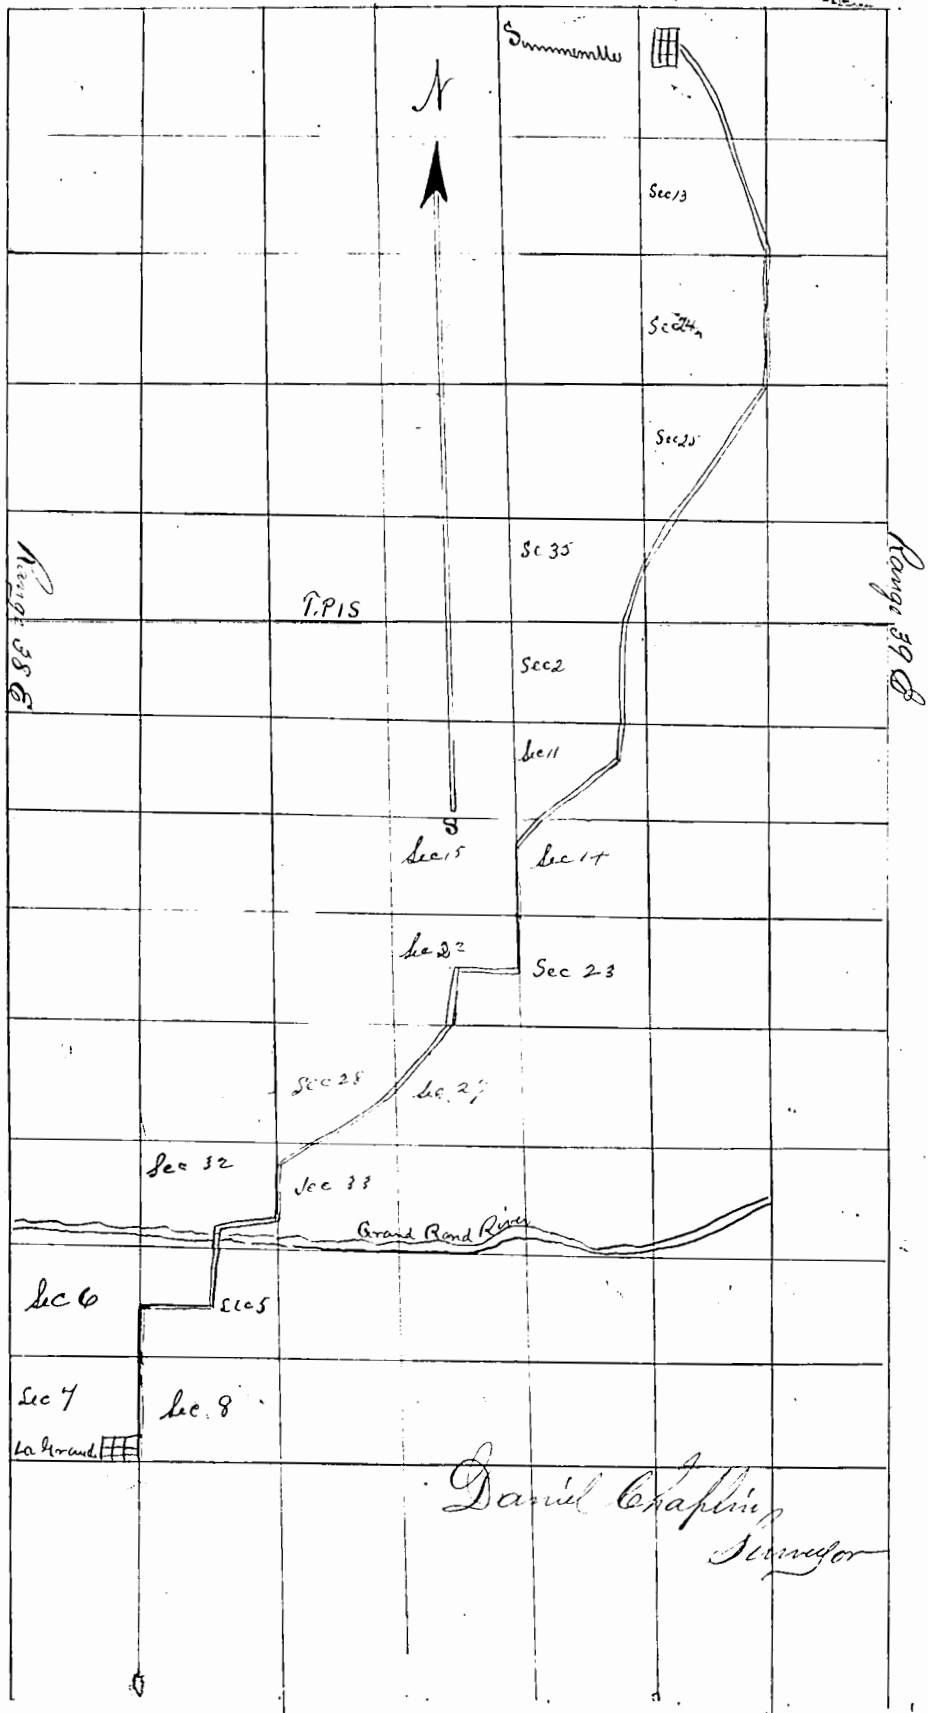 Summerville
N
Sec 13
Sec 24
Sec 25
Sc 35
Range 38 E
T.P 1 S
Range 39 E
Sec 2
Sec 11
S
Sec 15
Sec 14
Sec 22
Sec 23
Sec 28
Sec. 27
Sec 32
Sec 33
Grand Rond River
Sec 6
Sec 5
Sec 7
Sec. 8
La Grand
Daniel Chaplin
Surveyor